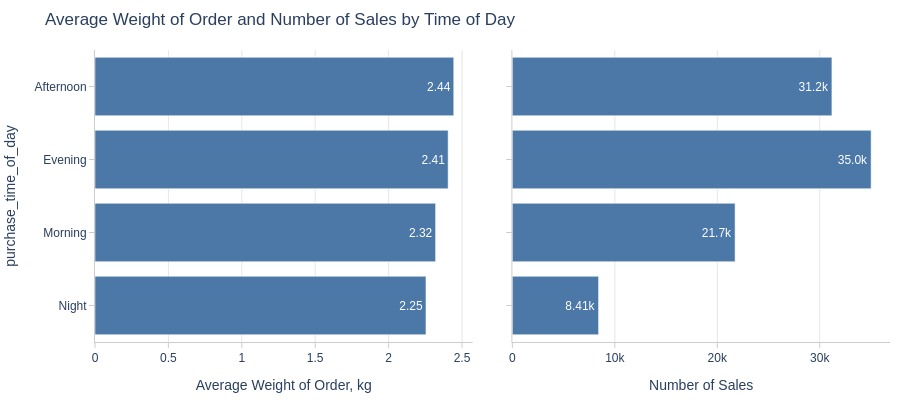 Average Weight of Order and Number of Sales by Time of Day
purchase_time_of_day
Afternoon
2.44
31.2k
Evening
2.41
35.0k
Morning
2.32
21.7k
Night
2.25
8.41k
0 0.5 1 1.5 2 2.5
0 10k 20k 30k
Average Weight of Order, kg
Number of Sales